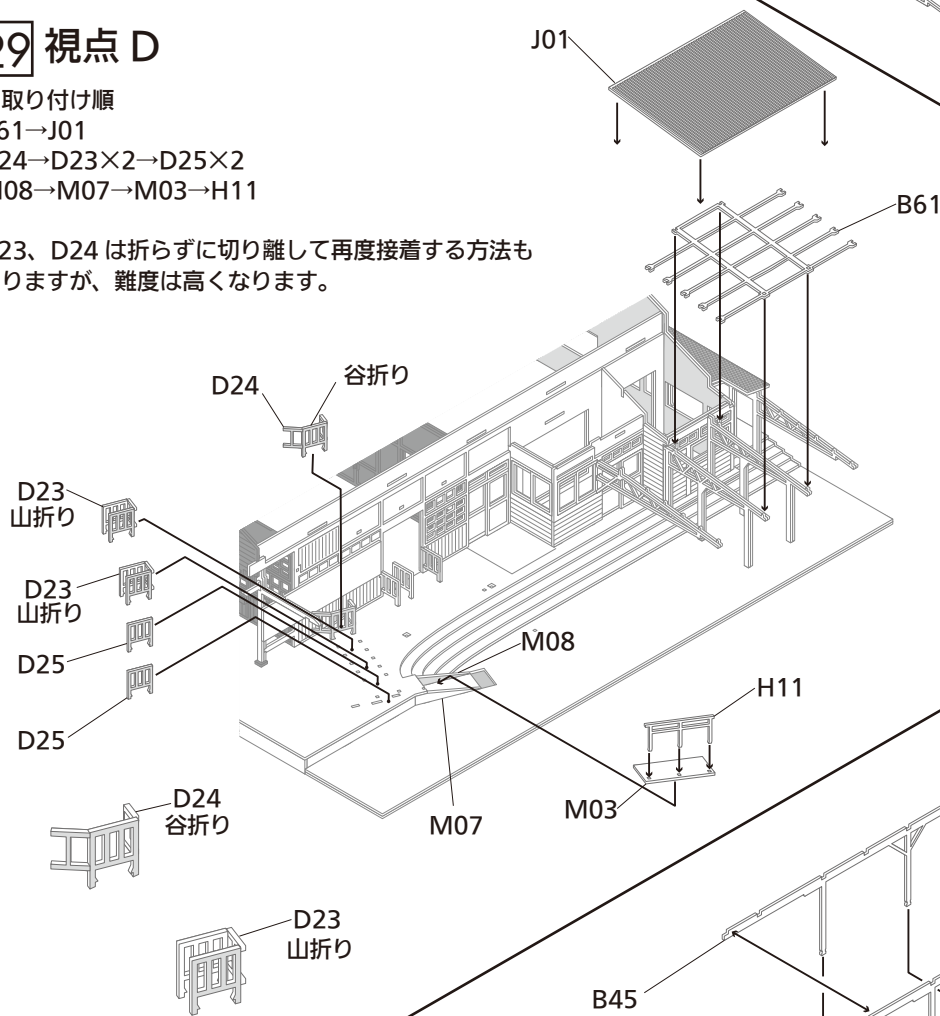 29 視点 D
取り付け順
61→J01
24→D23×2→D25×2
08→M07→M03→H11
23、D24 は折らずに切り離して再度接着する方法も
りますが、難度は高くなります。
J01
B61
D24
谷折り
D23
山折り
D23
山折り
D25
D25
M08
H11
M03
M07
D24
谷折り
D23
山折り
B45